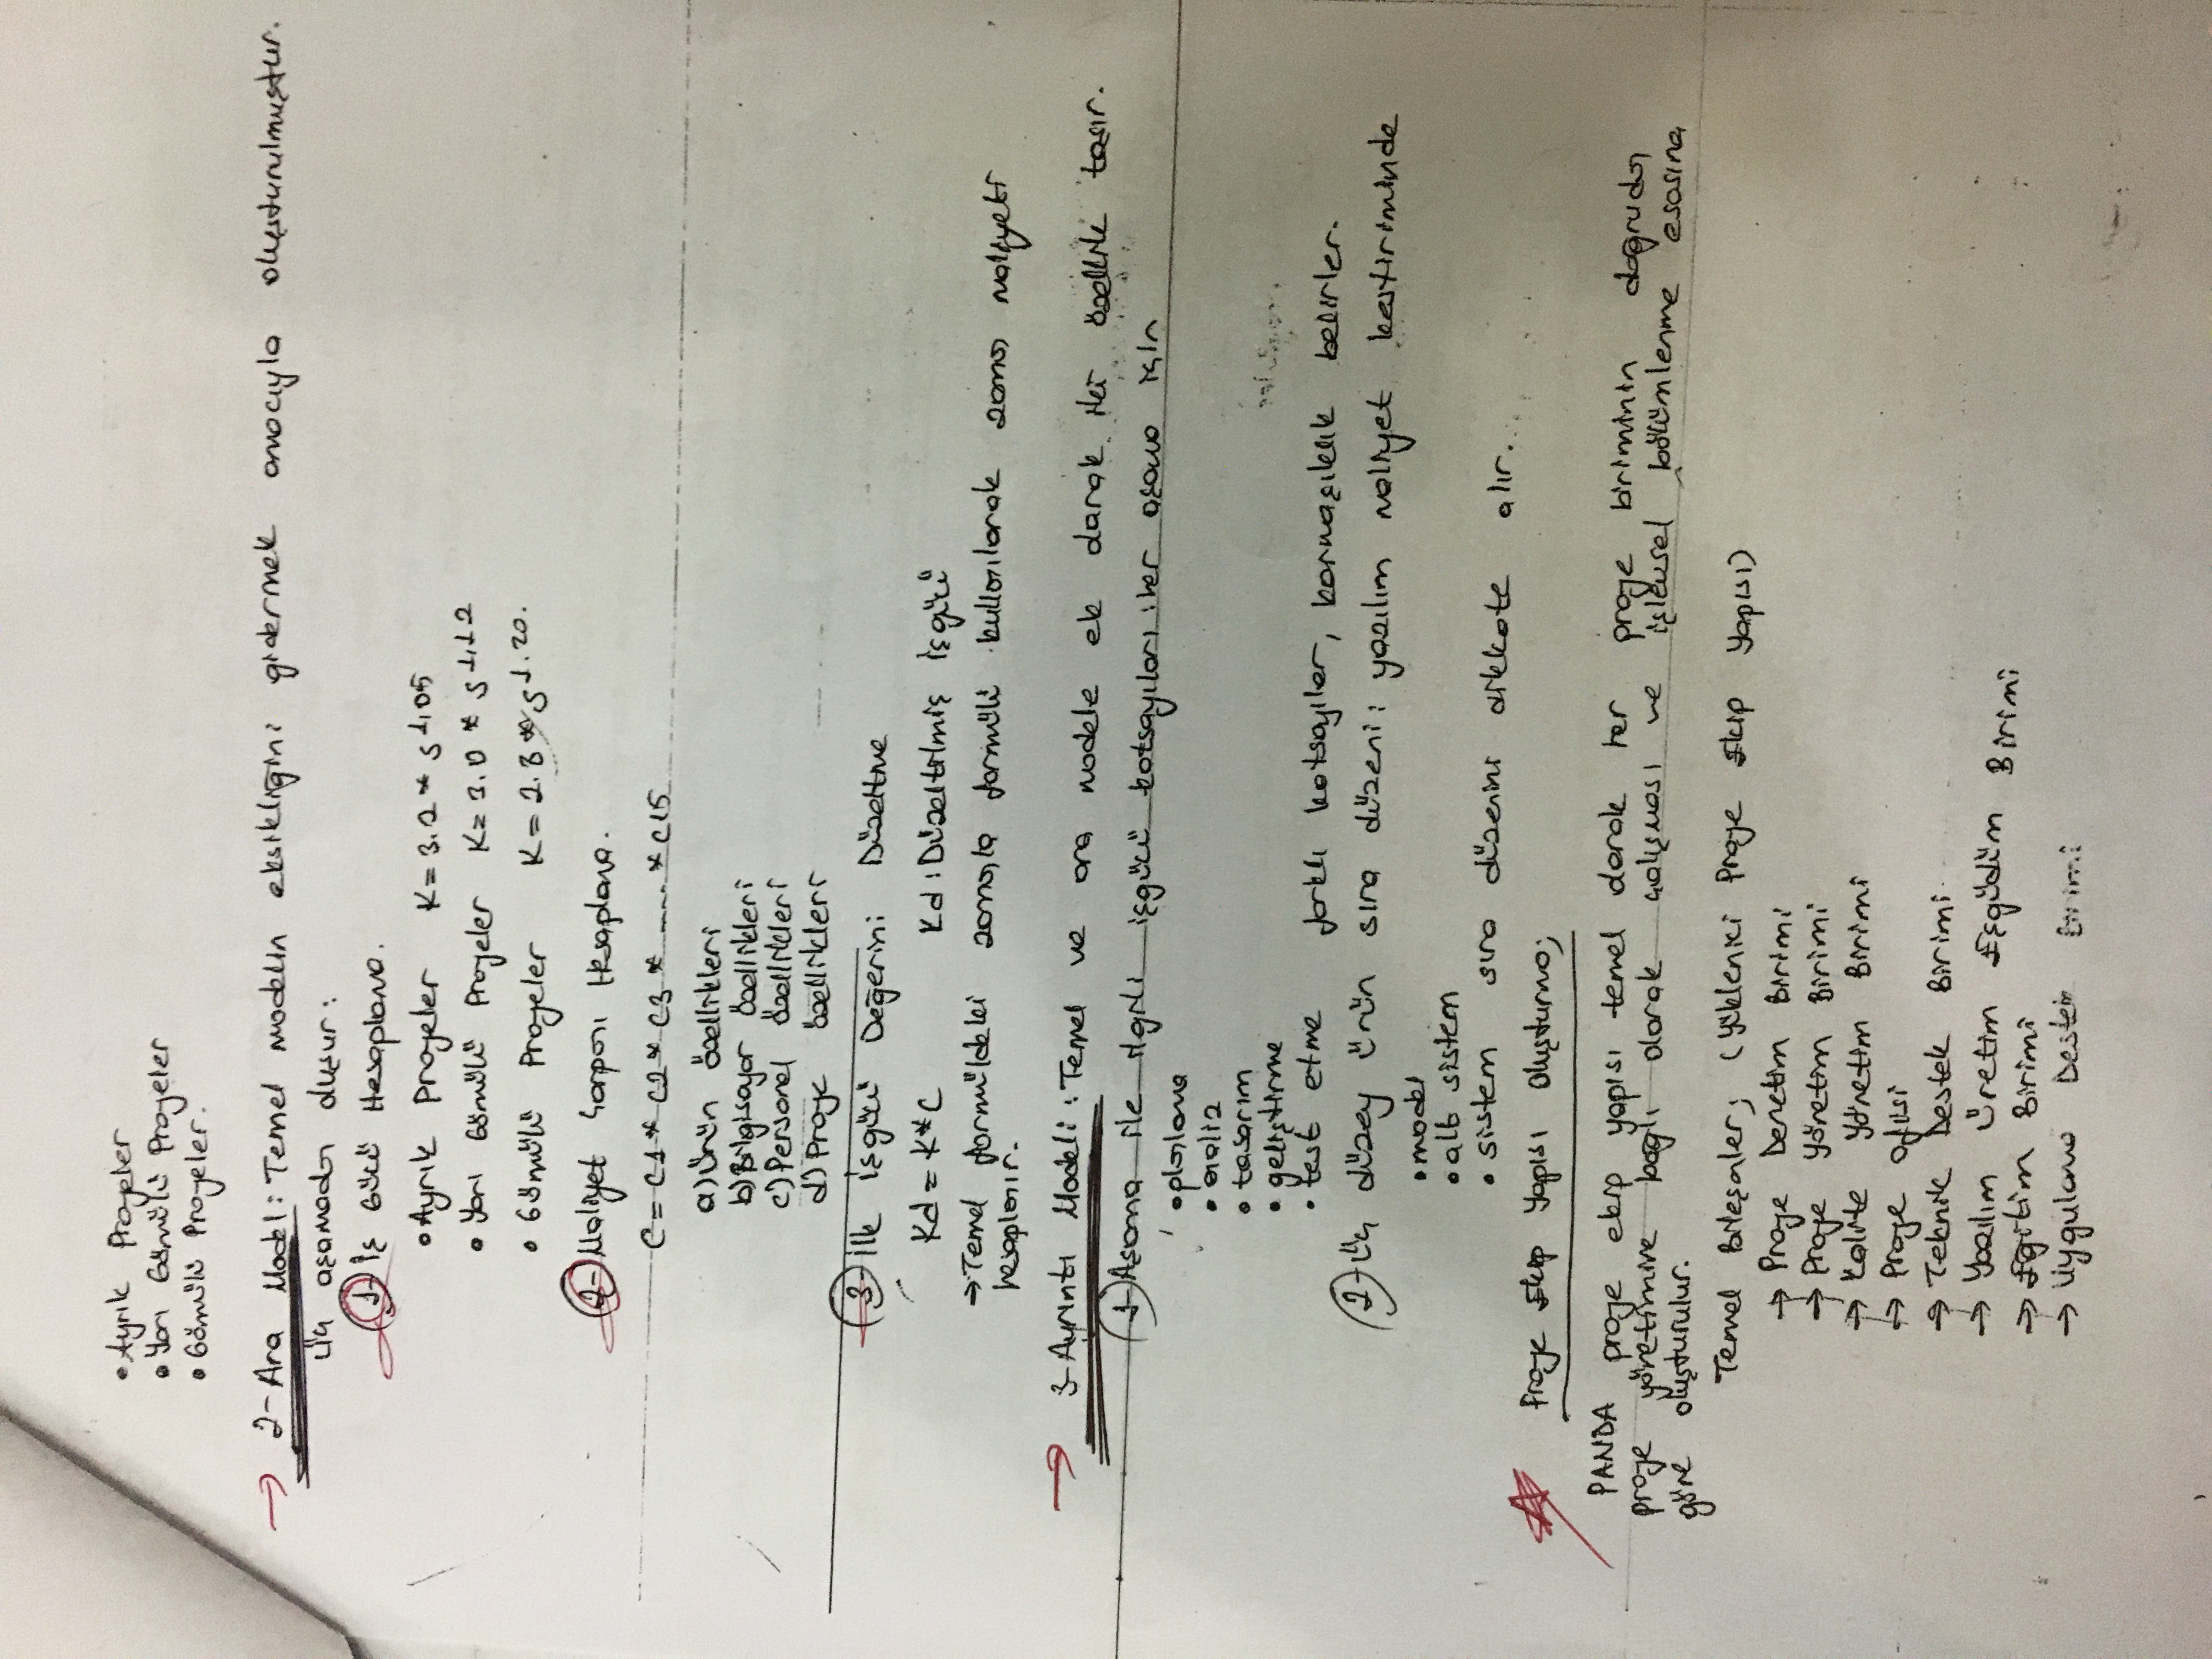 • Ayrık Projeler
• Yarı Gömülü Projeler
• Gömülü Projeler.
→ 2- Ara Model: Temel modelin eksikliğini gidermek amacıyla oluşturulmuştur.
Üç aşamadan oluşur:
1- İş Gücü Hesaplama.
• Ayrık Projeler K = 3.2 * S^1,05
• Yarı Gömülü Projeler K = 3.0 * S^1,12
• Gömülü Projeler K = 2.8 * S^1.20.
2- Maliyet Çarpanı Hesaplama.
C = C1 * C2 * C3 * ..... * C15
a) Ürün özellikleri
b) Bilgisayar özellikleri
c) Personel özellikleri
d) Proje özellikleri
3- İlk İşgücü Değerini Düzeltme
Kd = K*C Kd : Düzeltilmiş İşgücü
→ Temel formüldeki zamanla formülü kullanılarak zaman maliyeti
hesaplanır.
→ 3- Ayrıntı Modeli : Temel ve ara modele ek olarak iki özellik taşır.
1- Aşama ile ilgili işgücü katsayıları : her aşama için
• planlama
• analiz
• tasarım
• geliştirme
• test etme farklı katsayılar, karmaşıklık belirler.
2- Üç düzey ürün sıra düzeni: yazılım maliyet kestiriminde
• model
• alt sistem
• sistem sıra düzenini dikkate alır.
Proje Ekip Yapısı Oluşturma;
PANDA proje ekip yapısı temel olarak her proje biriminin doğrudan
proje yönetimine bağlı olarak çalışması ve işlevsel bölümlenme esasına
göre oluşturulur.
Temel Bileşenler; (Yüklenici Proje Ekip Yapısı)
→ Proje Denetim Birimi
→ Proje Yönetim Birimi
→ Kalite Yönetim Birimi
→ Proje Ofisi
→ Teknik Destek Birimi
→ Yazılım Üretim Eşgüdüm Birimi
→ Eğitim Birimi
→ Uygulama Destek Birimi